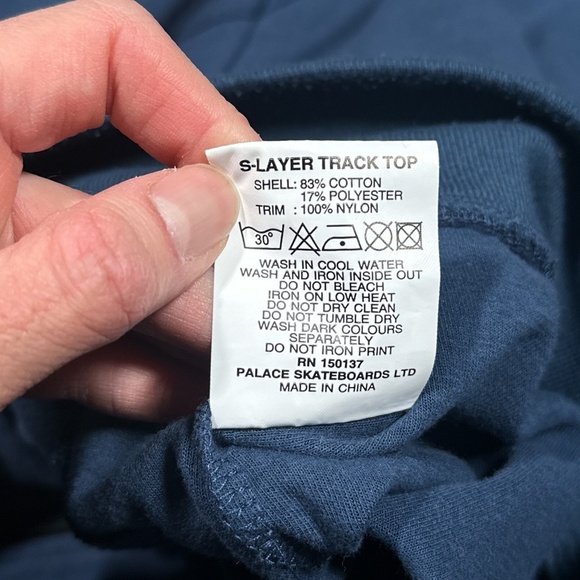 S-LAYER TRACK TOP
SHELL: 83% COTTON
17% POLYESTER
TRIM : 100% NYLON
30°
WASH IN COOL WATER
WASH AND IRON INSIDE OUT
DO NOT BLEACH
IRON ON LOW HEAT
DO NOT DRY CLEAN
DO NOT TUMBLE DRY
WASH DARK COLOURS
SEPARATELY
DO NOT IRON PRINT
RN 150137
PALACE SKATEBOARDS LTD
MADE IN CHINA